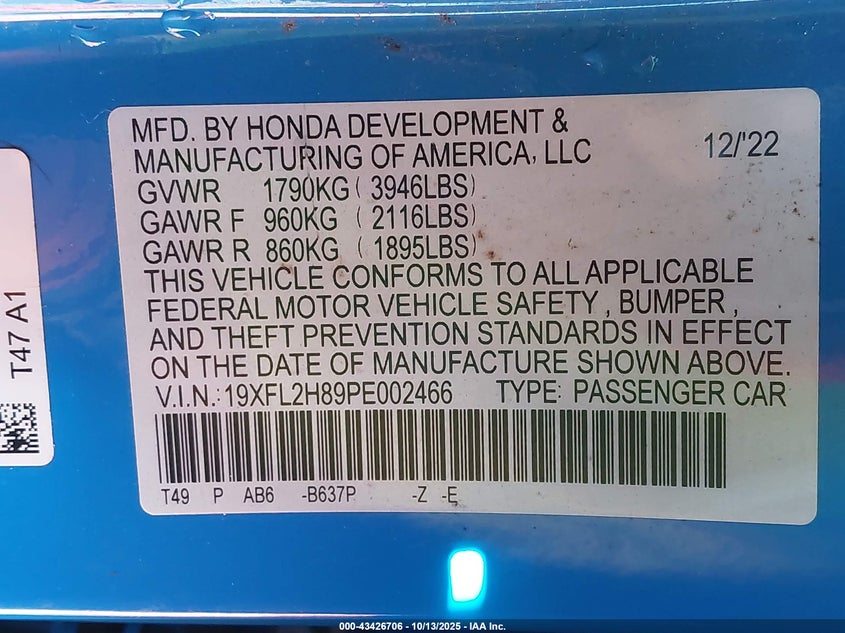 MFD. BY HONDA DEVELOPMENT &
MANUFACTURING OF AMERICA, LLC 12/'22
GVWR 1790KG ( 3946LBS)
GAWR F 960KG ( 2116LBS)
GAWR R 860KG ( 1895LBS)
THIS VEHICLE CONFORMS TO ALL APPLICABLE
FEDERAL MOTOR VEHICLE SAFETY , BUMPER ,
AND THEFT PREVENTION STANDARDS IN EFFECT
ON THE DATE OF MANUFACTURE SHOWN ABOVE.
V.I.N.: 19XFL2H89PE002466 TYPE: PASSENGER CAR
T49 P AB6 -B637P -Z -E
T47 A1
000-43426706 - 10/13/2025 - IAA Inc.